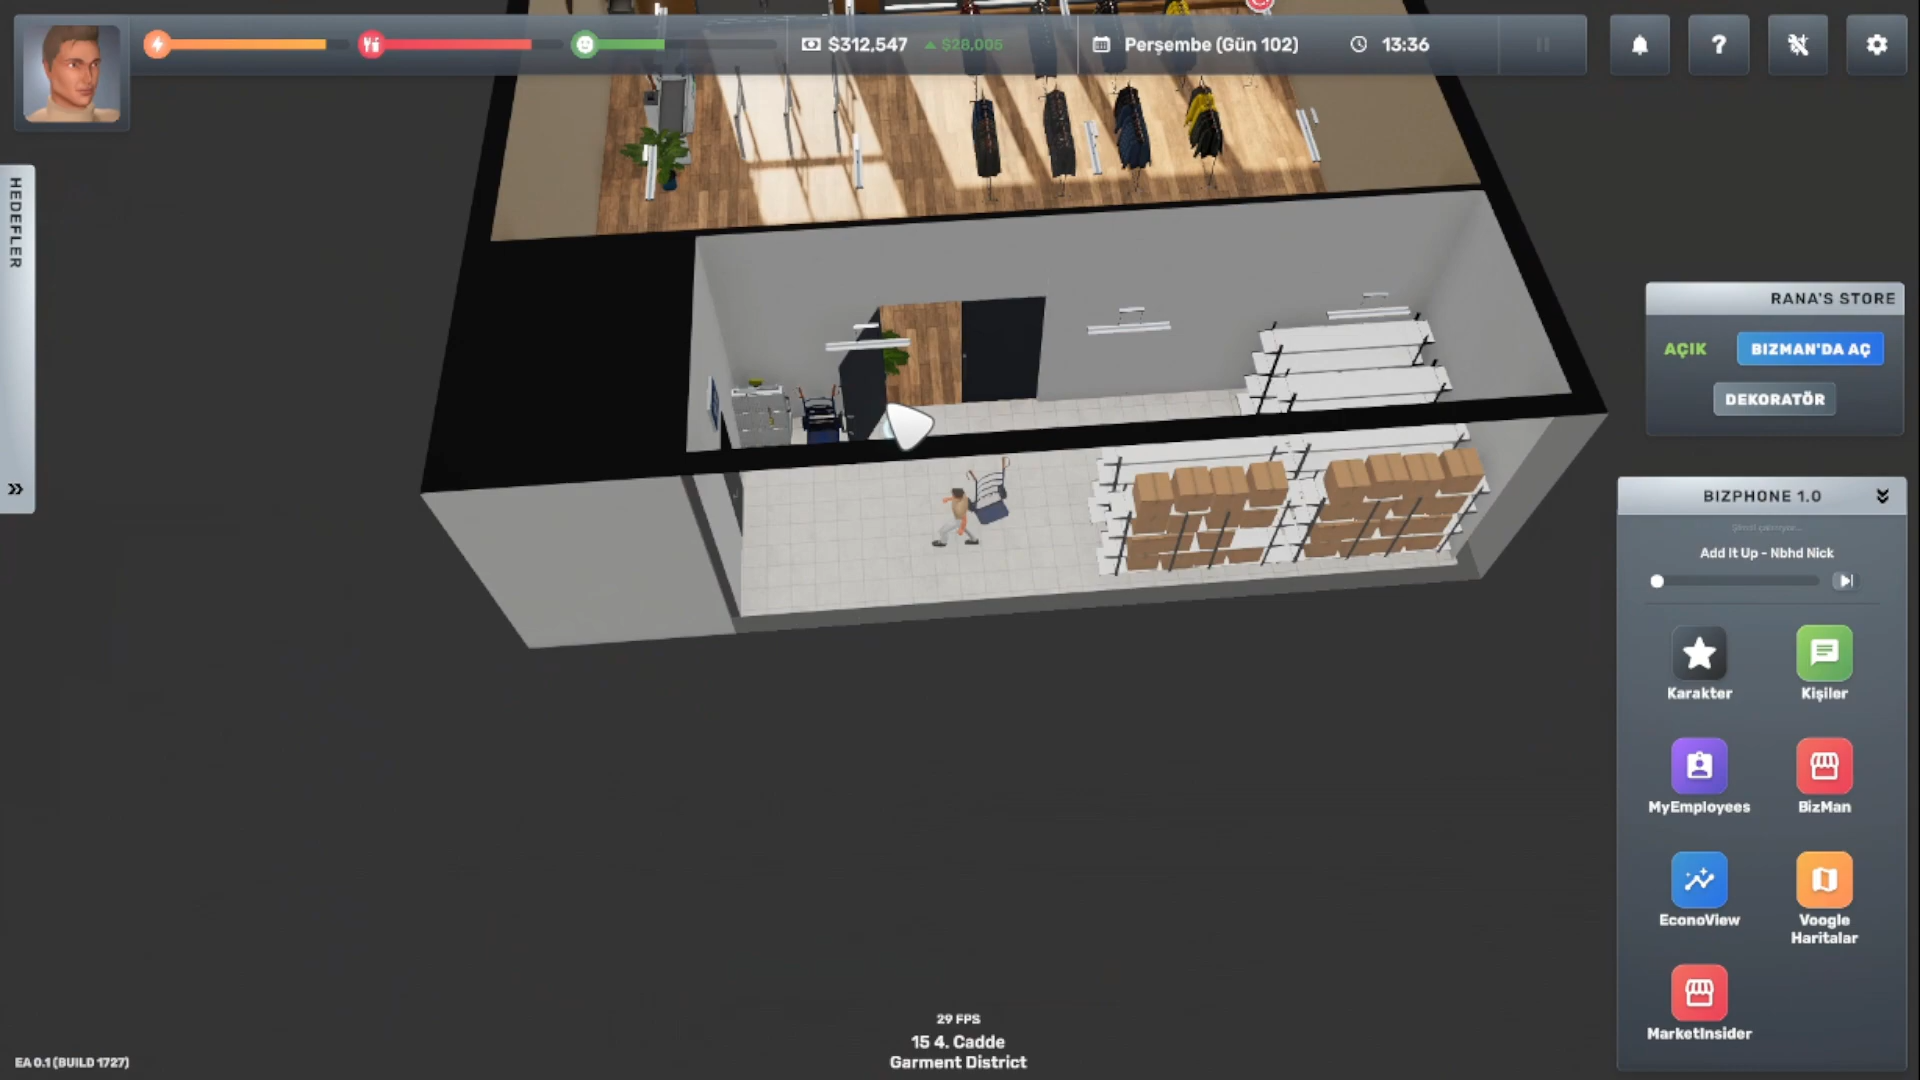 $312,547
$28,005
Perşembe (Gün 102)
13:36
?
HEDEFLER
RANA'S STORE
AÇIK
BIZMAN'DA AÇ
DEKORATÖR
BIZPHONE 1.0
Add It Up - Nbhd Nick
Karakter
Kişiler
MyEmployees
BizMan
EconoView
Voogle
Haritalar
MarketInsider
29 FPS
15 4. Cadde
Garment District
EA 0.1 (BUILD 1727)